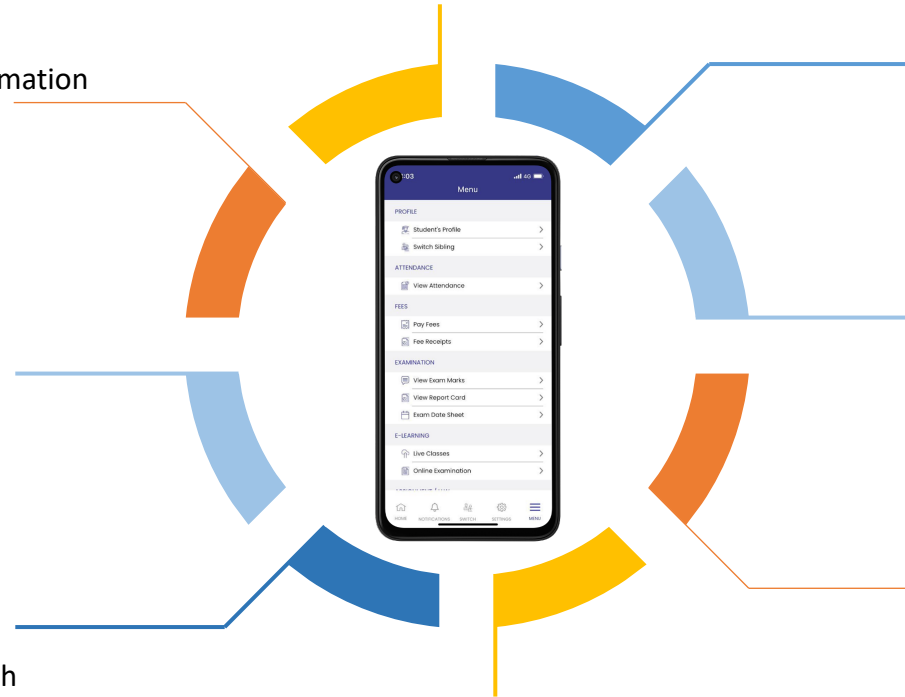 mation
:03
4G
Menu
PROFILE
Student's Profile
Switch Sibling
ATTENDANCE
View Attendance
FEES
Pay Fees
Fee Receipts
EXAMINATION
View Exam Marks
View Report Card
Exam Date Sheet
E-LEARNING
Live Classes
Online Examination
HOME NOTIFICATIONS SWITCH SETTINGS MENU
h